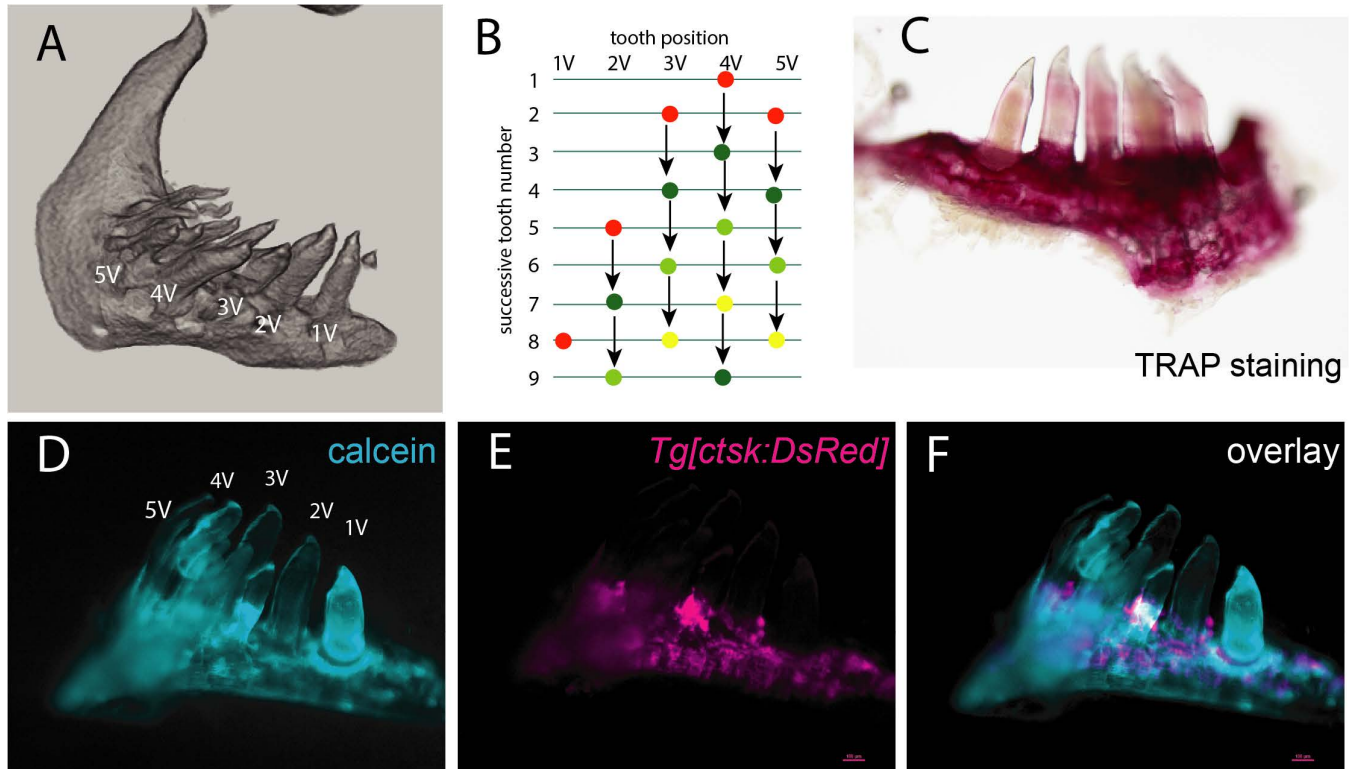 A
5V
4V
3V
2V
1V
B
tooth position
1V 2V 3V 4V 5V
successive tooth number
1
2
3
4
5
6
7
8
9
C
TRAP staining
D
calcein
5V
4V
3V
2V
1V
E
Tg[ctsk:DsRed]
F
overlay